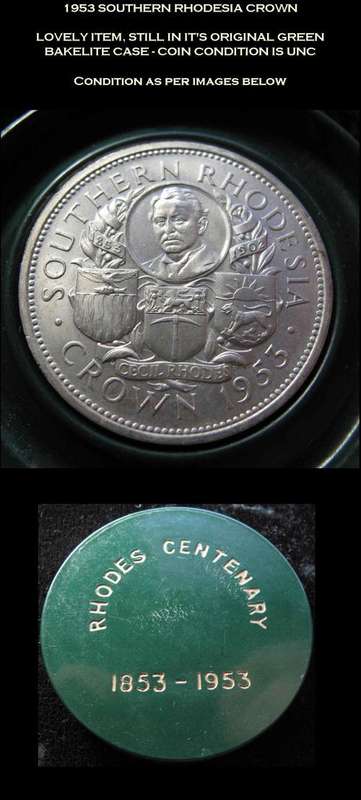 1953 SOUTHERN RHODESIA CROWN
LOVELY ITEM, STILL IN IT'S ORIGINAL GREEN
BAKELITE CASE - COIN CONDITION IS UNC
CONDITION AS PER IMAGES BELOW
· SOUTHERN RHODESIA ·
1853
1902
CECIL RHODES
CROWN 1953
RHODES CENTENARY
1853 - 1953